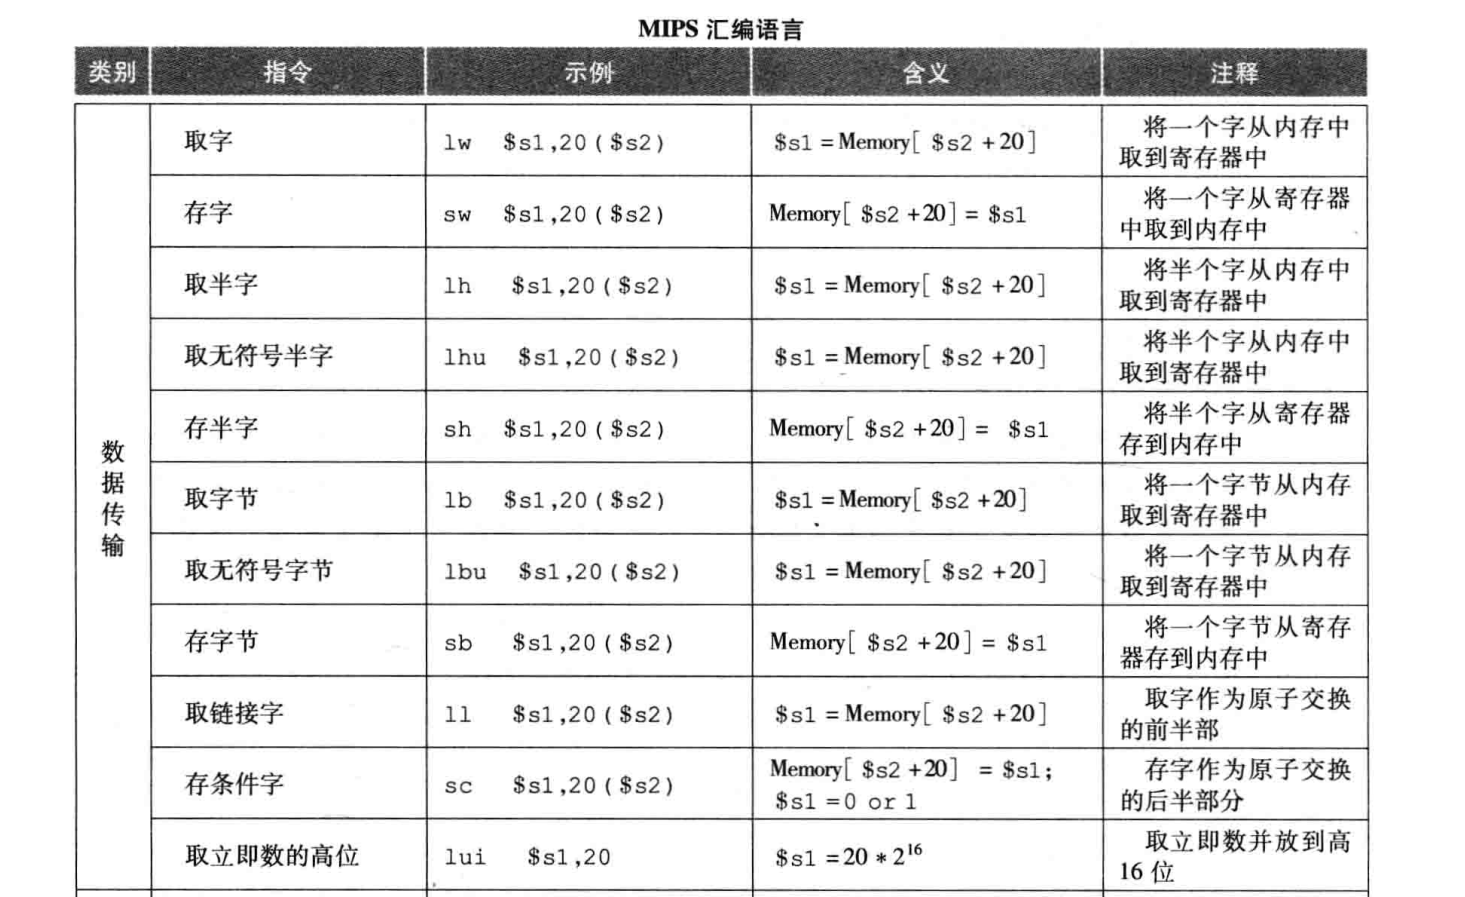 MIPS 汇编语言
类别 指令 示例 含义 注释
数据传输
取字 lw $s1,20($s2) $s1=Memory[$s2+20] 将一个字从内存中
取到寄存器中
存字 sw $s1,20($s2) Memory[$s2+20]=$s1 将一个字从寄存器
中取到内存中
取半字 lh $s1,20($s2) $s1=Memory[$s2+20] 将半个字从内存中
取到寄存器中
取无符号半字 lhu $s1,20($s2) $s1=Memory[$s2+20] 将半个字从内存中
取到寄存器中
存半字 sh $s1,20($s2) Memory[$s2+20]= $s1 将半个字从寄存器
存到内存中
取字节 lb $s1,20($s2) $s1=Memory[$s2+20] 将一个字节从内存
取到寄存器中
取无符号字节 lbu $s1,20($s2) $s1=Memory[$s2+20] 将一个字节从内存
取到寄存器中
存字节 sb $s1,20($s2) Memory[$s2+20]=$s1 将一个字节从寄存
器存到内存中
取链接字 ll $s1,20($s2) $s1=Memory[$s2+20] 取字作为原子交换
的前半部
存条件字 sc $s1,20($s2) Memory[$s2+20] =$s1; 存字作为原子交换
$s1=0 or 1 的后半部分
取立即数的高位 lui $s1,20 $s1=20*2¹⁶ 取立即数并放到高
16 位